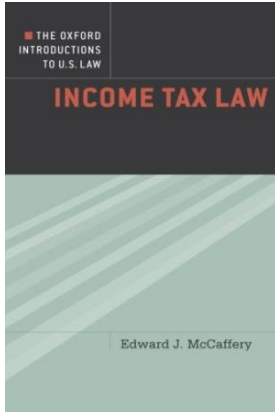 THE OXFORD
INTRODUCTIONS
TO U.S. LAW
INCOME TAX LAW
Edward J. McCaffery